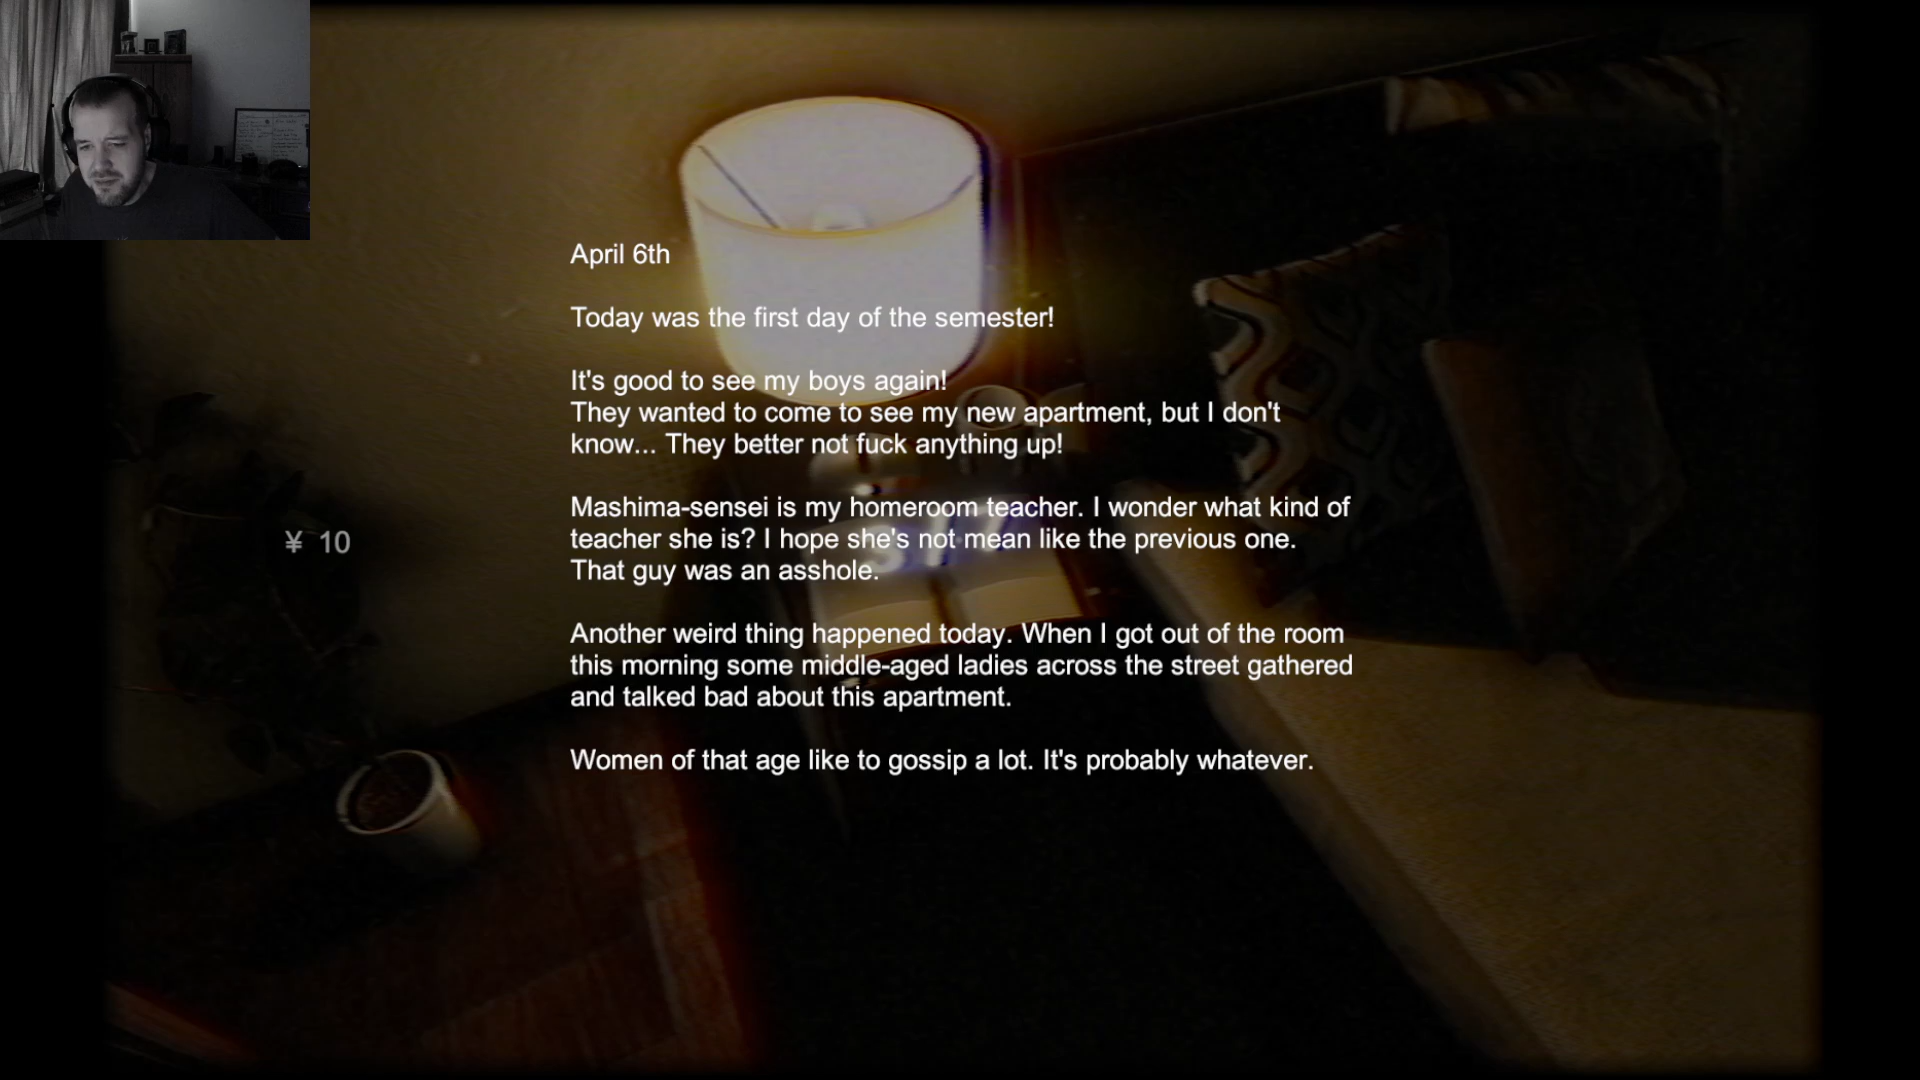 April 6th
Today was the first day of the semester!
It's good to see my boys again!
They wanted to come to see my new apartment, but I don't
know... They better not fuck anything up!
Mashima-sensei is my homeroom teacher. I wonder what kind of
teacher she is? I hope she's not mean like the previous one.
That guy was an asshole.
¥ 10
Another weird thing happened today. When I got out of the room
this morning some middle-aged ladies across the street gathered
and talked bad about this apartment.
Women of that age like to gossip a lot. It's probably whatever.